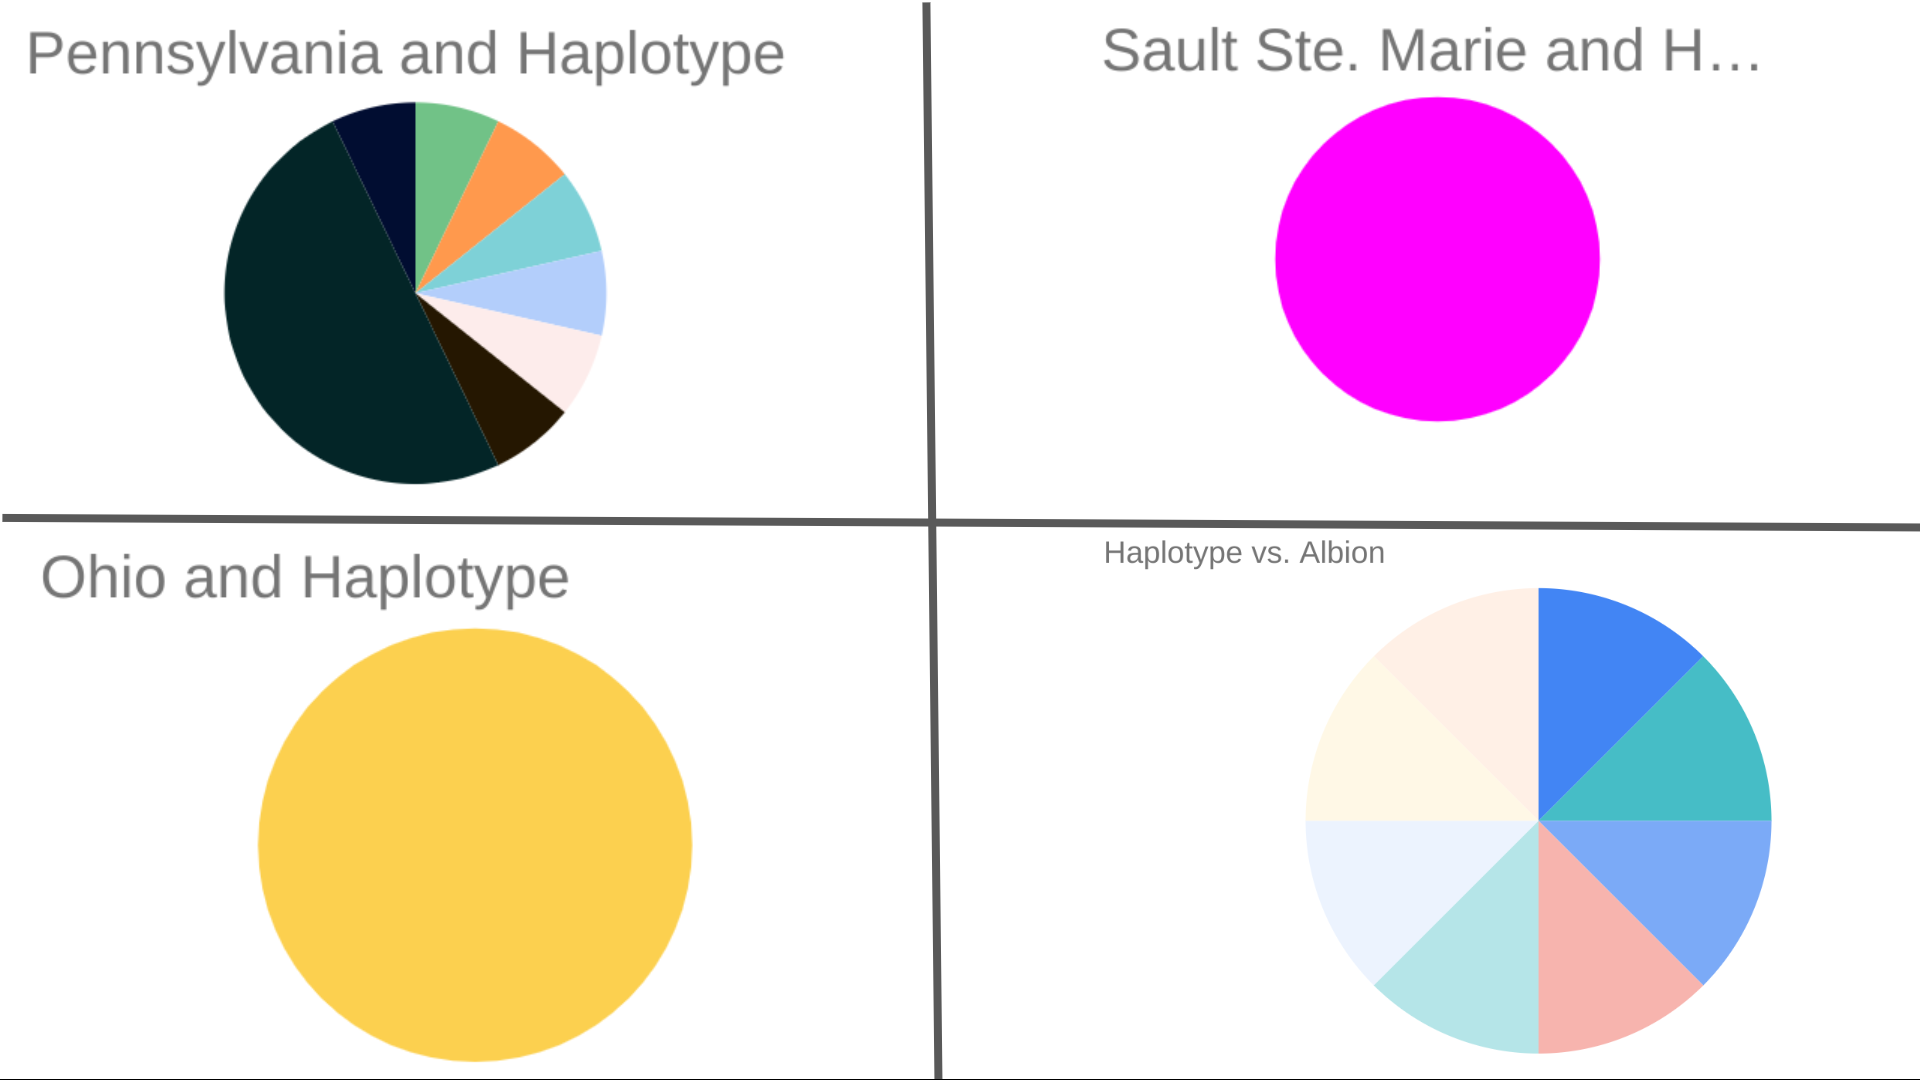 Pennsylvania and Haplotype
Sault Ste. Marie and H…
Ohio and Haplotype
Haplotype vs. Albion